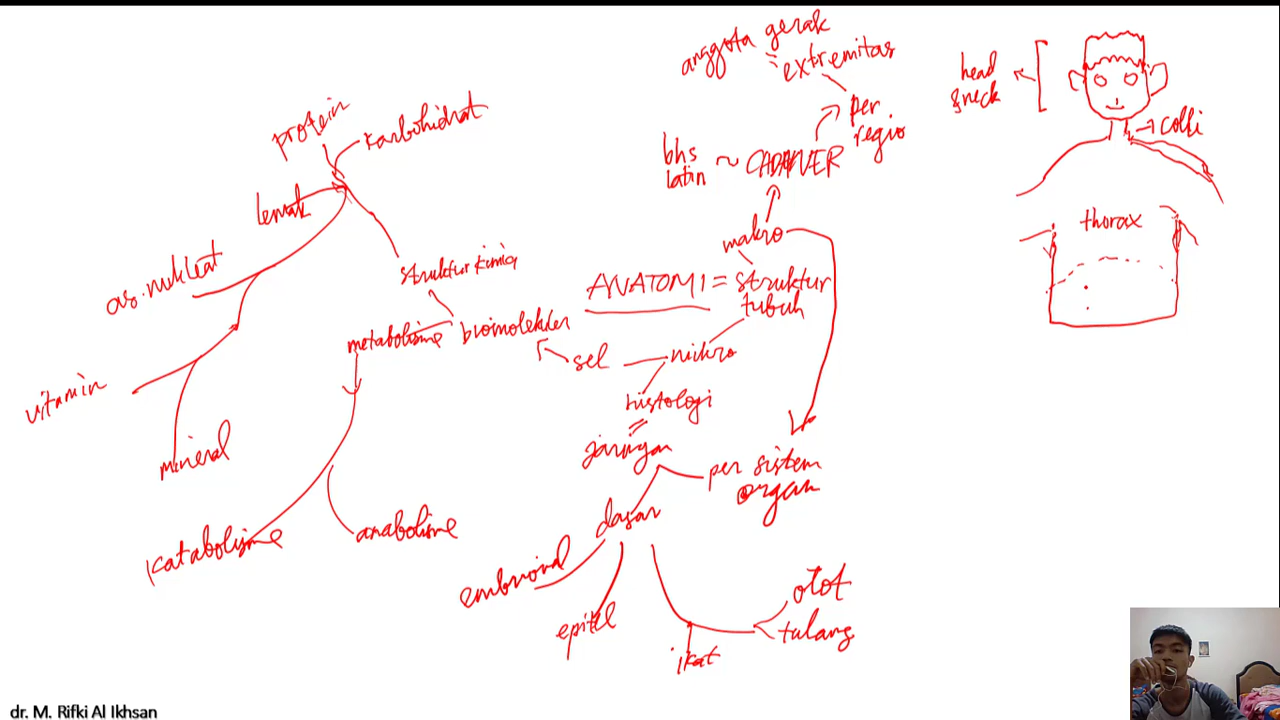 anggota gerak
= extremitas
per
regio
head
& neck
colli
protein
karbohidrat
bhs
latin
~ CADAVER
lemak
makro
thorax
as. nukleat
struktur kimia
ANATOMI = struktur
tubuh
metabolisme
biomolekuler
sel
mikro
vitamin
histologi
=
jaringan
mineral
per sistem
organ
dasar
katabolisme
anabolisme
embrional
epitel
otot
tulang
ikat
dr. M. Rifki Al Ikhsan